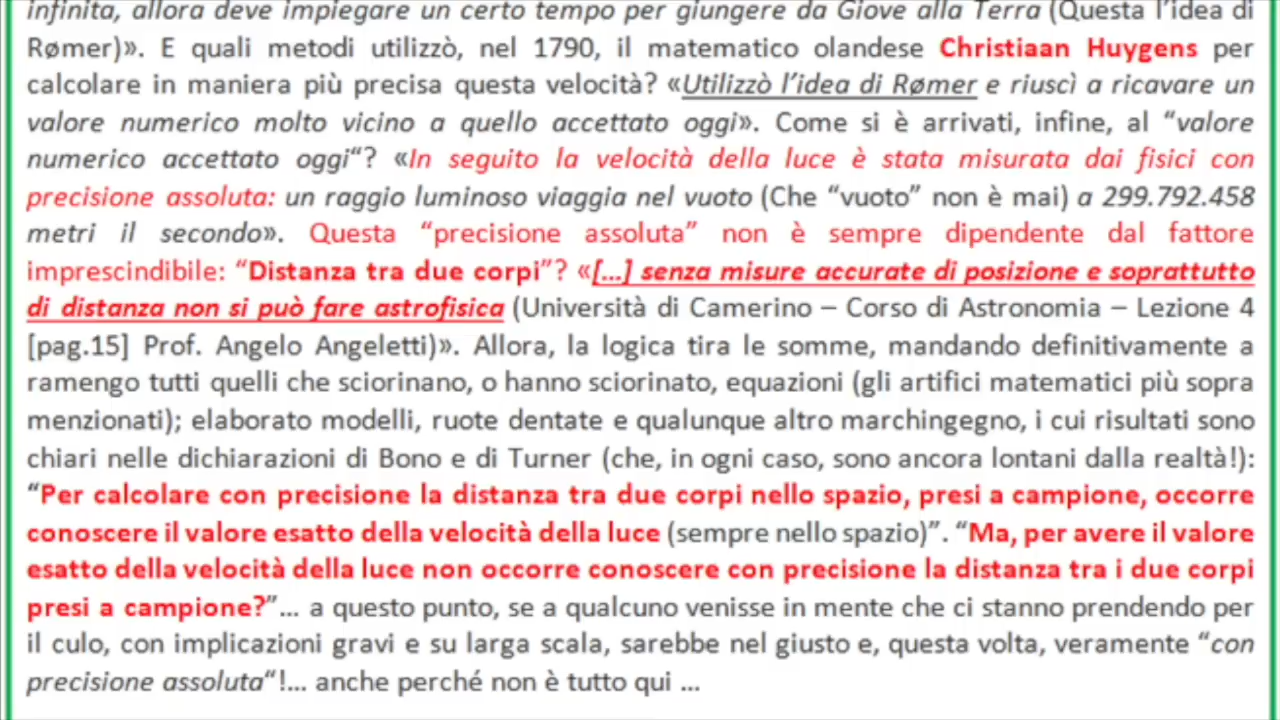 infinita, allora deve impiegare un certo tempo per giungere da Giove alla Terra (Questa l'idea di
Rømer)». E quali metodi utilizzò, nel 1790, il matematico olandese Christiaan Huygens per
calcolare in maniera più precisa questa velocità? «Utilizzò l'idea di Rømer e riuscì a ricavare un
valore numerico molto vicino a quello accettato oggi». Come si è arrivati, infine, al “valore
numerico accettato oggi“? «In seguito la velocità della luce è stata misurata dai fisici con
precisione assoluta: un raggio luminoso viaggia nel vuoto (Che “vuoto” non è mai) a 299.792.458
metri il secondo». Questa “precisione assoluta” non è sempre dipendente dal fattore
imprescindibile: “Distanza tra due corpi”? «[…] senza misure accurate di posizione e soprattutto
di distanza non si può fare astrofisica (Università di Camerino – Corso di Astronomia – Lezione 4
[pag.15] Prof. Angelo Angeletti)». Allora, la logica tira le somme, mandando definitivamente a
ramengo tutti quelli che sciorinano, o hanno sciorinato, equazioni (gli artifici matematici più sopra
menzionati); elaborato modelli, ruote dentate e qualunque altro marchingegno, i cui risultati sono
chiari nelle dichiarazioni di Bono e di Turner (che, in ogni caso, sono ancora lontani dalla realtà!):
“Per calcolare con precisione la distanza tra due corpi nello spazio, presi a campione, occorre
conoscere il valore esatto della velocità della luce (sempre nello spazio)”. “Ma, per avere il valore
esatto della velocità della luce non occorre conoscere con precisione la distanza tra i due corpi
presi a campione?”… a questo punto, se a qualcuno venisse in mente che ci stanno prendendo per
il culo, con implicazioni gravi e su larga scala, sarebbe nel giusto e, questa volta, veramente “con
precisione assoluta“!… anche perché non è tutto qui …